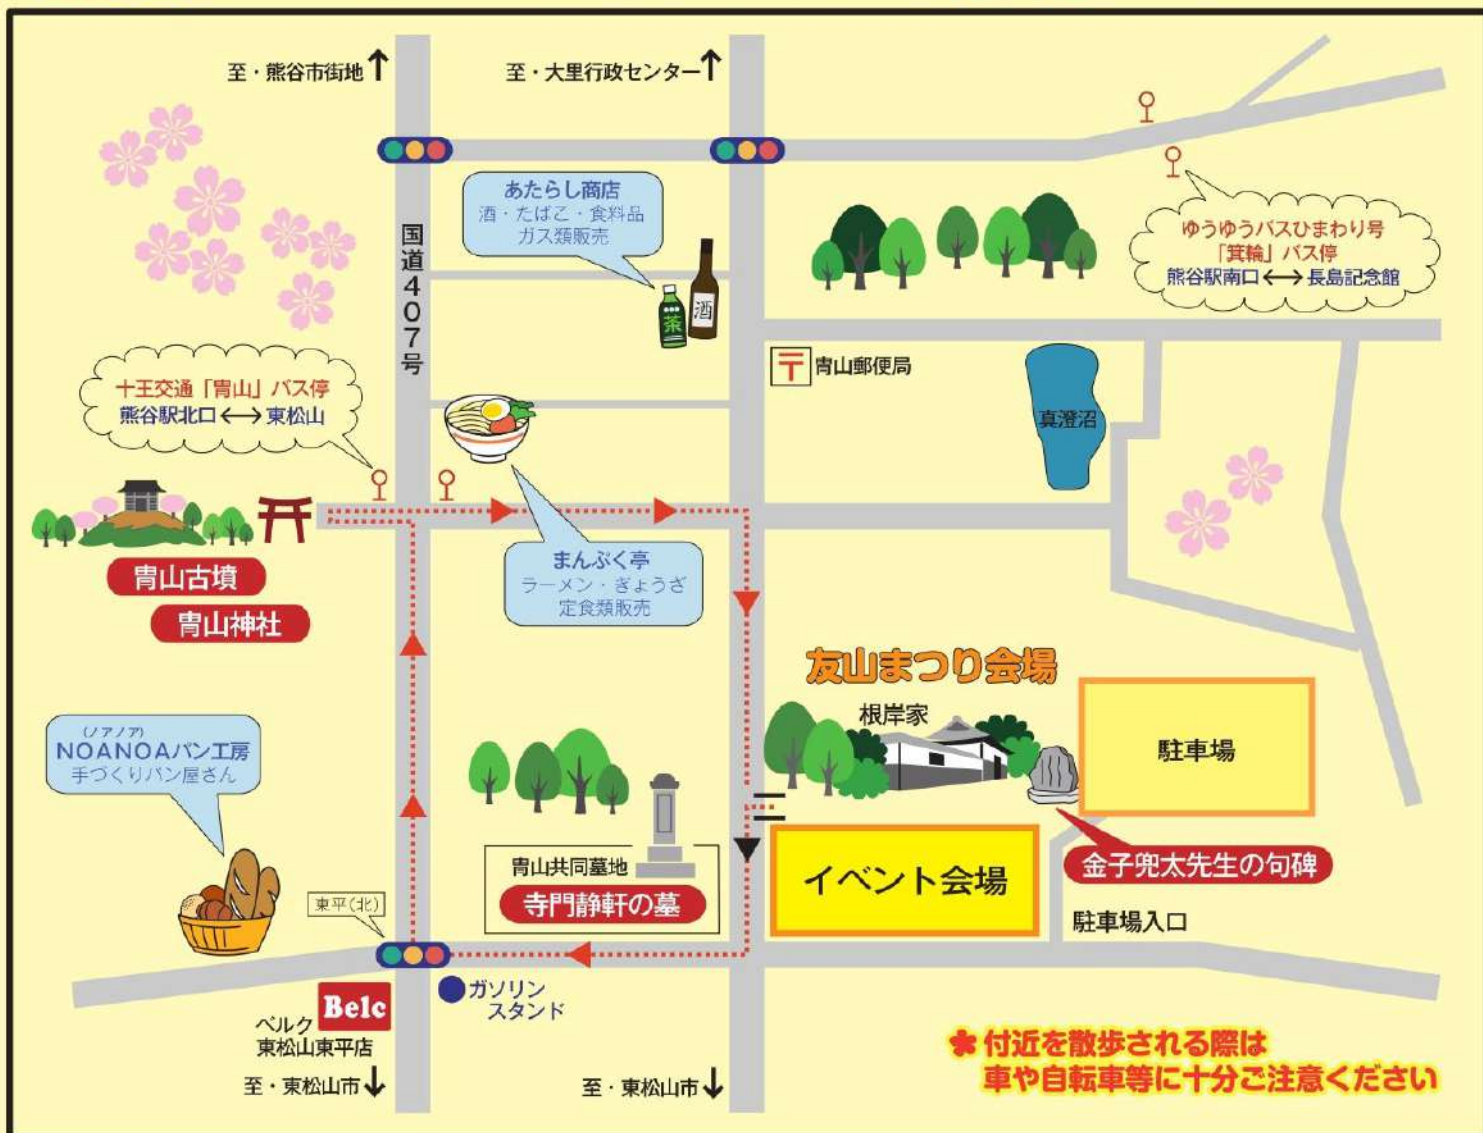 至・熊谷市街地↑
至・大里行政センター↑
あたらし商店
酒・たばこ・食料品
ガス類販売
国道407号
酒
茶
ゆうゆうバスひまわり号
「箕輪」バス停
熊谷駅南口⟷長島記念館
〒 冑山郵便局
真澄沼
十王交通「冑山」バス停
熊谷駅北口⟷東松山
冑山古墳
冑山神社
まんぷく亭
ラーメン・ぎょうざ
定食類販売
友山まつり会場
根岸家
駐車場
(ノアノア)
NOANOAパン工房
手づくりパン屋さん
冑山共同墓地
寺門静軒の墓
イベント会場
金子兜太先生の句碑
駐車場入口
東平(北)
ガソリン
スタンド
Belc
ベルク
東松山東平店
至・東松山市↓
至・東松山市↓
付近を散歩される際は
車や自転車等に十分ご注意ください